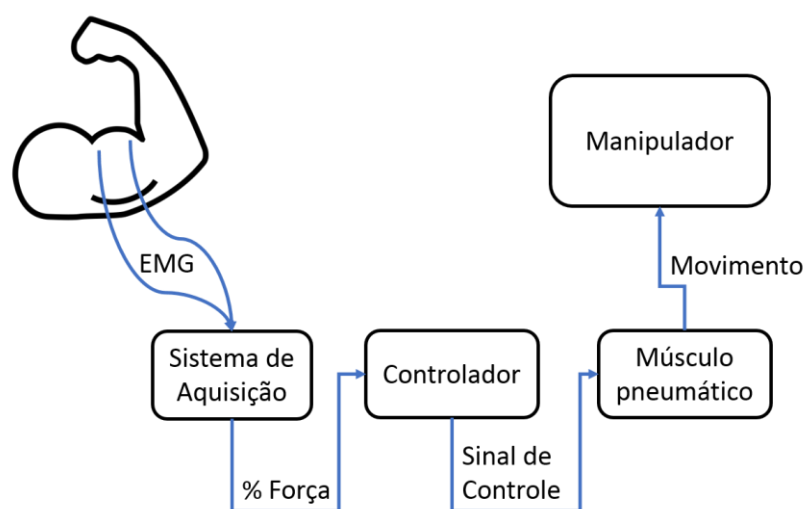 Manipulador
EMG
Movimento
Sistema de
Aquisição
Controlador
Músculo
pneumático
% Força
Sinal de
Controle